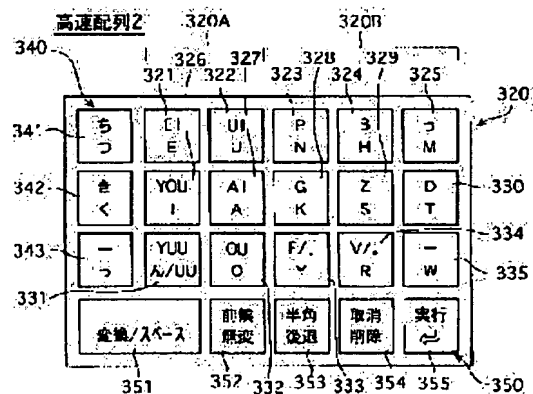 高速配列2
320A
320B
340
321
326
322
327
323
328
324
329
325
320
341
342
343
331
330
334
335
ち
つ
EI
E
UI
U
P
N
B
H
っ
M
き
く
YOU
I
AI
A
G
K
Z
S
D
T
ー
っ
YUU
ん/UU
OU
O
F/.
Y
V/。
R
ー
W
変換/スペース
前候
無変
半角
後退
取消
削除
実行
351
352
332
353
333
354
355
350